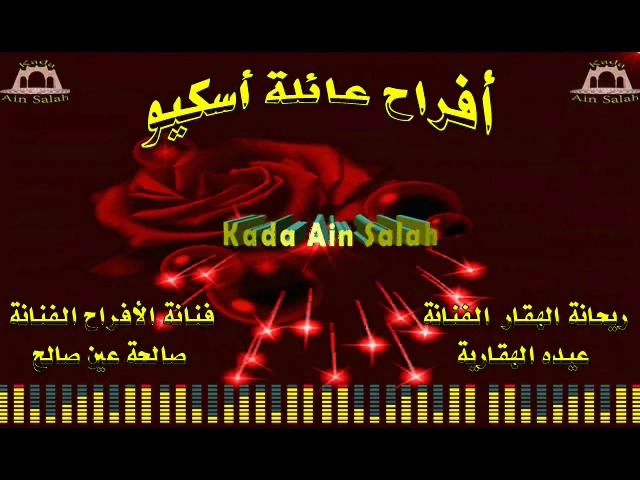 Kada
Ain Salah
Kada
Ain Salah
أفراح عائلة أسكيو
Kada Ain Salah
ريحانة الهقار الفنانة
عيده الهقارية
فنانة الأفراح الفنانة
صالحة عين صالح